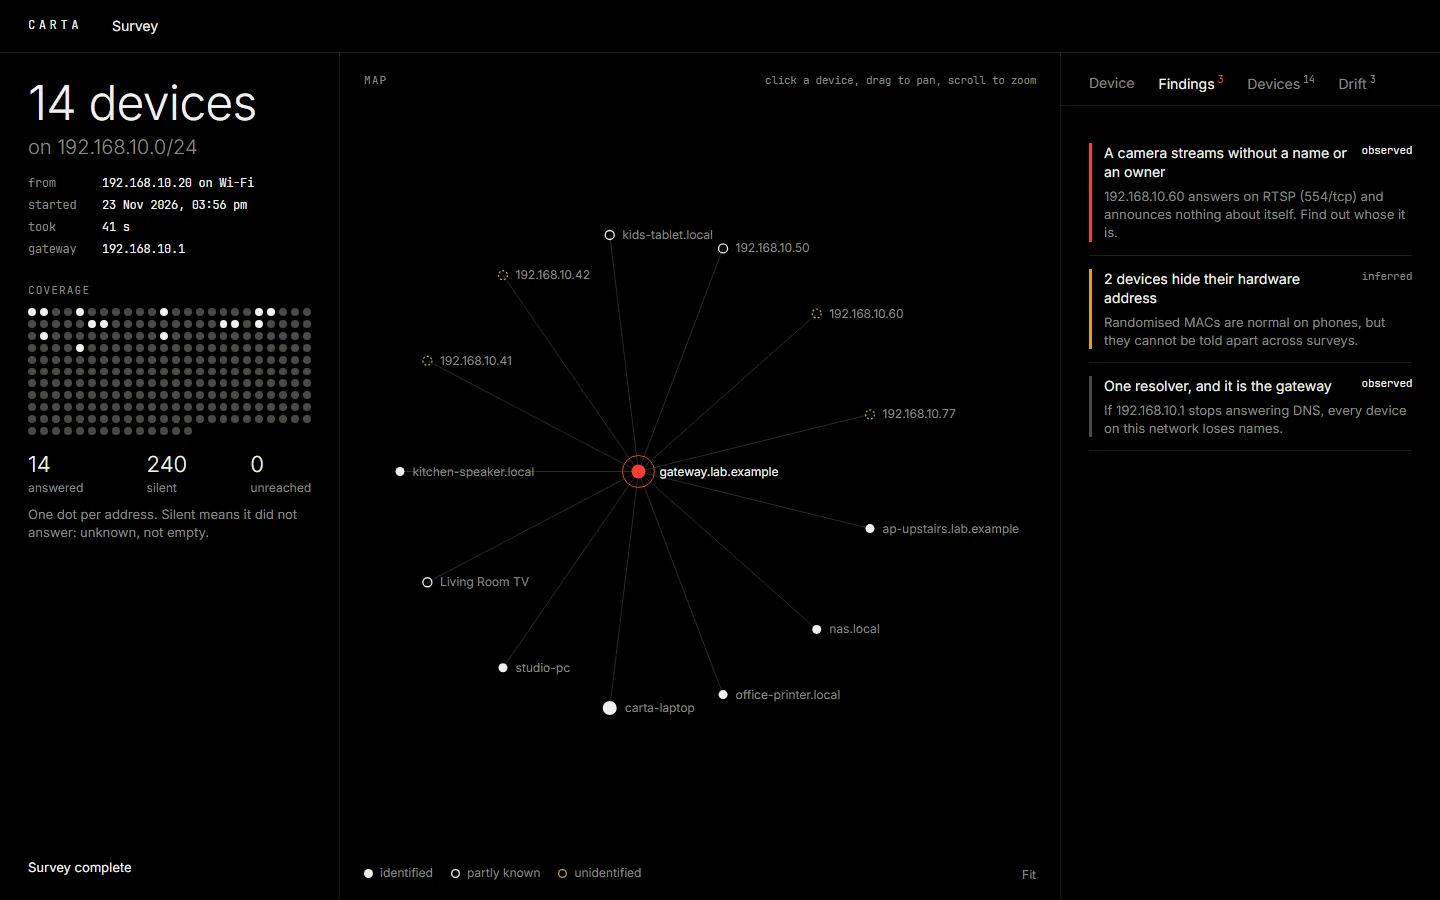 CARTA
Survey
14 devices
on 192.168.10.0/24
from 192.168.10.20 on Wi-Fi
started 23 Nov 2026, 03:56 pm
took 41 s
gateway 192.168.10.1
COVERAGE
14 240 0
answered silent unreached
One dot per address. Silent means it did not
answer: unknown, not empty.
Survey complete
MAP
click a device, drag to pan, scroll to zoom
kids-tablet.local
192.168.10.50
192.168.10.42
192.168.10.60
192.168.10.41
192.168.10.77
kitchen-speaker.local
gateway.lab.example
ap-upstairs.lab.example
Living Room TV
nas.local
studio-pc
office-printer.local
carta-laptop
identified partly known unidentified
Fit
Device Findings 3 Devices 14 Drift 3
A camera streams without a name or
an owner
observed
192.168.10.60 answers on RTSP (554/tcp) and
announces nothing about itself. Find out whose it
is.
2 devices hide their hardware
address
inferred
Randomised MACs are normal on phones, but
they cannot be told apart across surveys.
One resolver, and it is the gateway
observed
If 192.168.10.1 stops answering DNS, every device
on this network loses names.